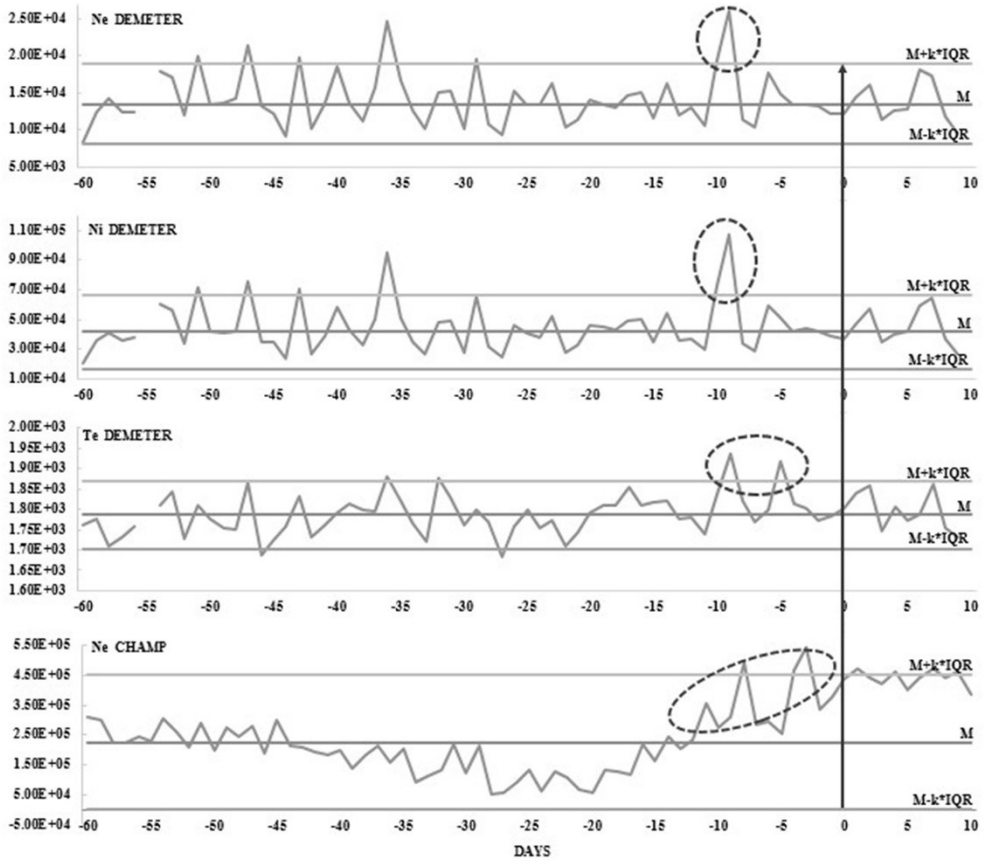 2.50E+04 Ne DEMETER
2.00E+04 M+k*IQR
1.50E+04 M
1.00E+04 M-k*IQR
5.00E+03
-60 -55 -50 -45 -40 -35 -30 -25 -20 -15 -10 -5 0 5 10
1.10E+05 Ni DEMETER
9.00E+04
7.00E+04 M+k*IQR
5.00E+04 M
3.00E+04 M-k*IQR
1.00E+04
-60 -55 -50 -45 -40 -35 -30 -25 -20 -15 -10 -5 0 5 10
2.00E+03 Te DEMETER
1.95E+03
1.90E+03 M+k*IQR
1.85E+03
1.80E+03 M
1.75E+03
1.70E+03 M-k*IQR
1.65E+03
1.60E+03
-60 -55 -50 -45 -40 -35 -30 -25 -20 -15 -10 -5 0 5 10
5.50E+05 Ne CHAMP
4.50E+05 M+k*IQR
3.50E+05
2.50E+05 M
1.50E+05
5.00E+04 M-k*IQR
-5.00E+04
-60 -55 -50 -45 -40 -35 -30 -25 -20 -15 -10 -5 0 5 10
DAYS